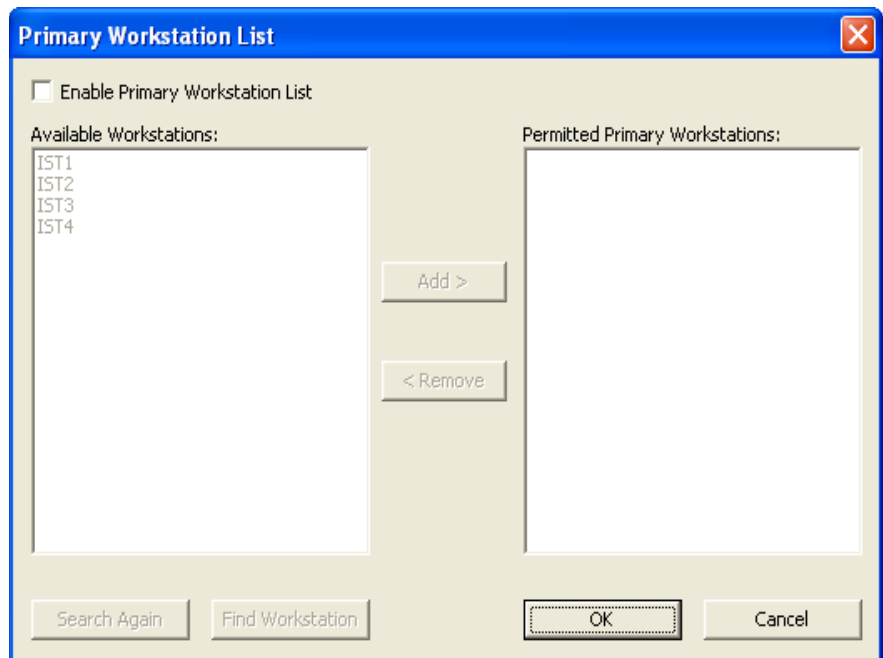 Primary Workstation List
Enable Primary Workstation List
Available Workstations:
IST1
IST2
IST3
IST4
Add >
< Remove
Permitted Primary Workstations:
Search Again
Find Workstation
OK
Cancel